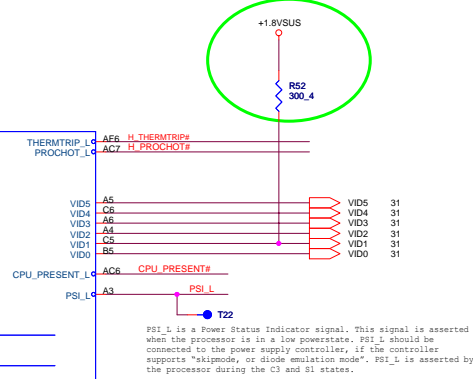 +1.8VSUS
R52
300_4
THERMTRIP_L AF6 H_THERMTRIP#
PROCHOT_L AC7 H_PROCHOT#
VID5 A5 VID5 31
VID4 C6 VID4 31
VID3 A6 VID3 31
VID2 A4 VID2 31
VID1 C5 VID1 31
VID0 B5 VID0 31
CPU_PRESENT_L AC6 CPU_PRESENT#
PSI_L A3 PSI_L
T22
PSI_L is a Power Status Indicator signal. This signal is asserted
when the processor is in a low powerstate. PSI_L should be
connected to the power supply controller, if the controller
supports "skipmode, or diode emulation mode". PSI_L is asserted by
the processor during the C3 and S1 states.